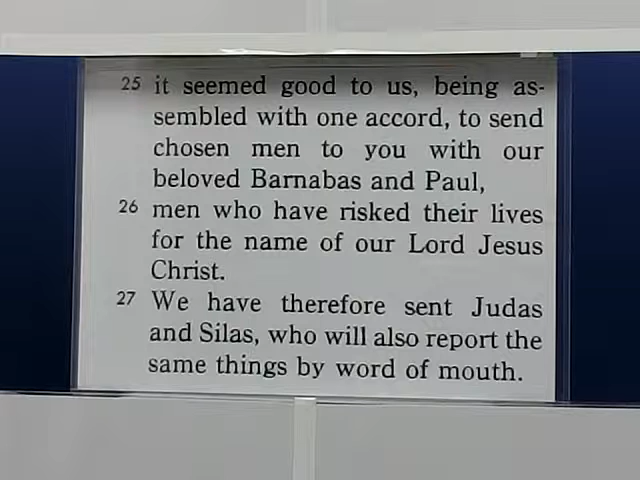 25 it seemed good to us, being as-
sembled with one accord, to send
chosen men to you with our
beloved Barnabas and Paul,
26 men who have risked their lives
for the name of our Lord Jesus
Christ.
27 We have therefore sent Judas
and Silas, who will also report the
same things by word of mouth.